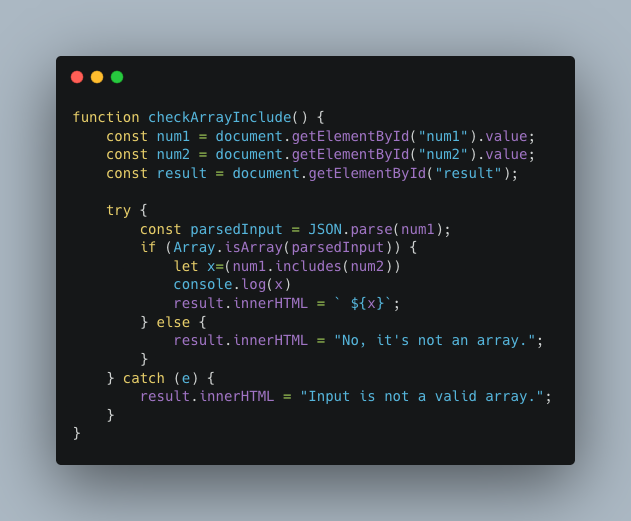 function checkArrayInclude() {
    const num1 = document.getElementById("num1").value;
    const num2 = document.getElementById("num2").value;
    const result = document.getElementById("result");

    try {
        const parsedInput = JSON.parse(num1);
        if (Array.isArray(parsedInput)) {
            let x=(num1.includes(num2))
            console.log(x)
            result.innerHTML = ` ${x}`;
        } else {
            result.innerHTML = "No, it's not an array.";
        }
    } catch (e) {
        result.innerHTML = "Input is not a valid array.";
    }
}